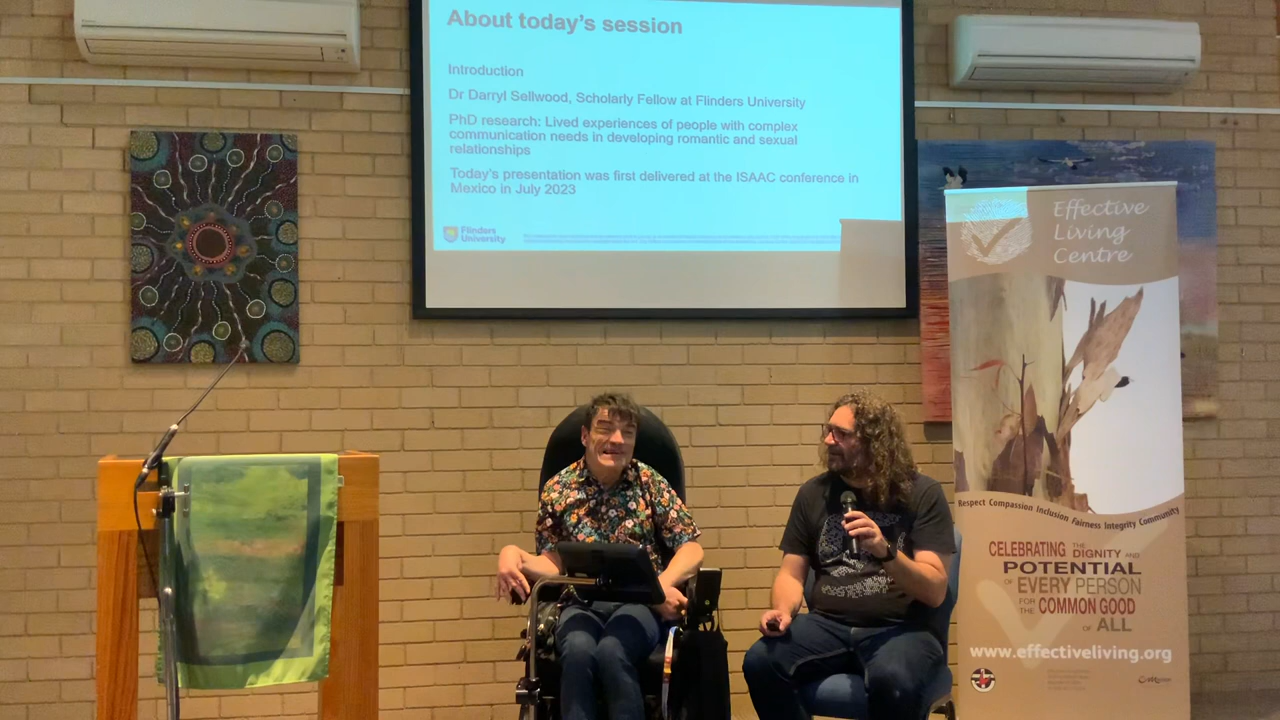 About today's session
Introduction
Dr Darryl Sellwood, Scholarly Fellow at Flinders University
PhD research: Lived experiences of people with complex
communication needs in developing romantic and sexual
relationships
Today's presentation was first delivered at the ISAAC conference in
Mexico in July 2023
Flinders
University
Effective
Living
Centre
Respect Compassion Inclusion Fairness Integrity Community
CELEBRATING THE DIGNITY AND
POTENTIAL
OF EVERY PERSON
FOR THE COMMON GOOD
OF ALL
www.effectiveliving.org